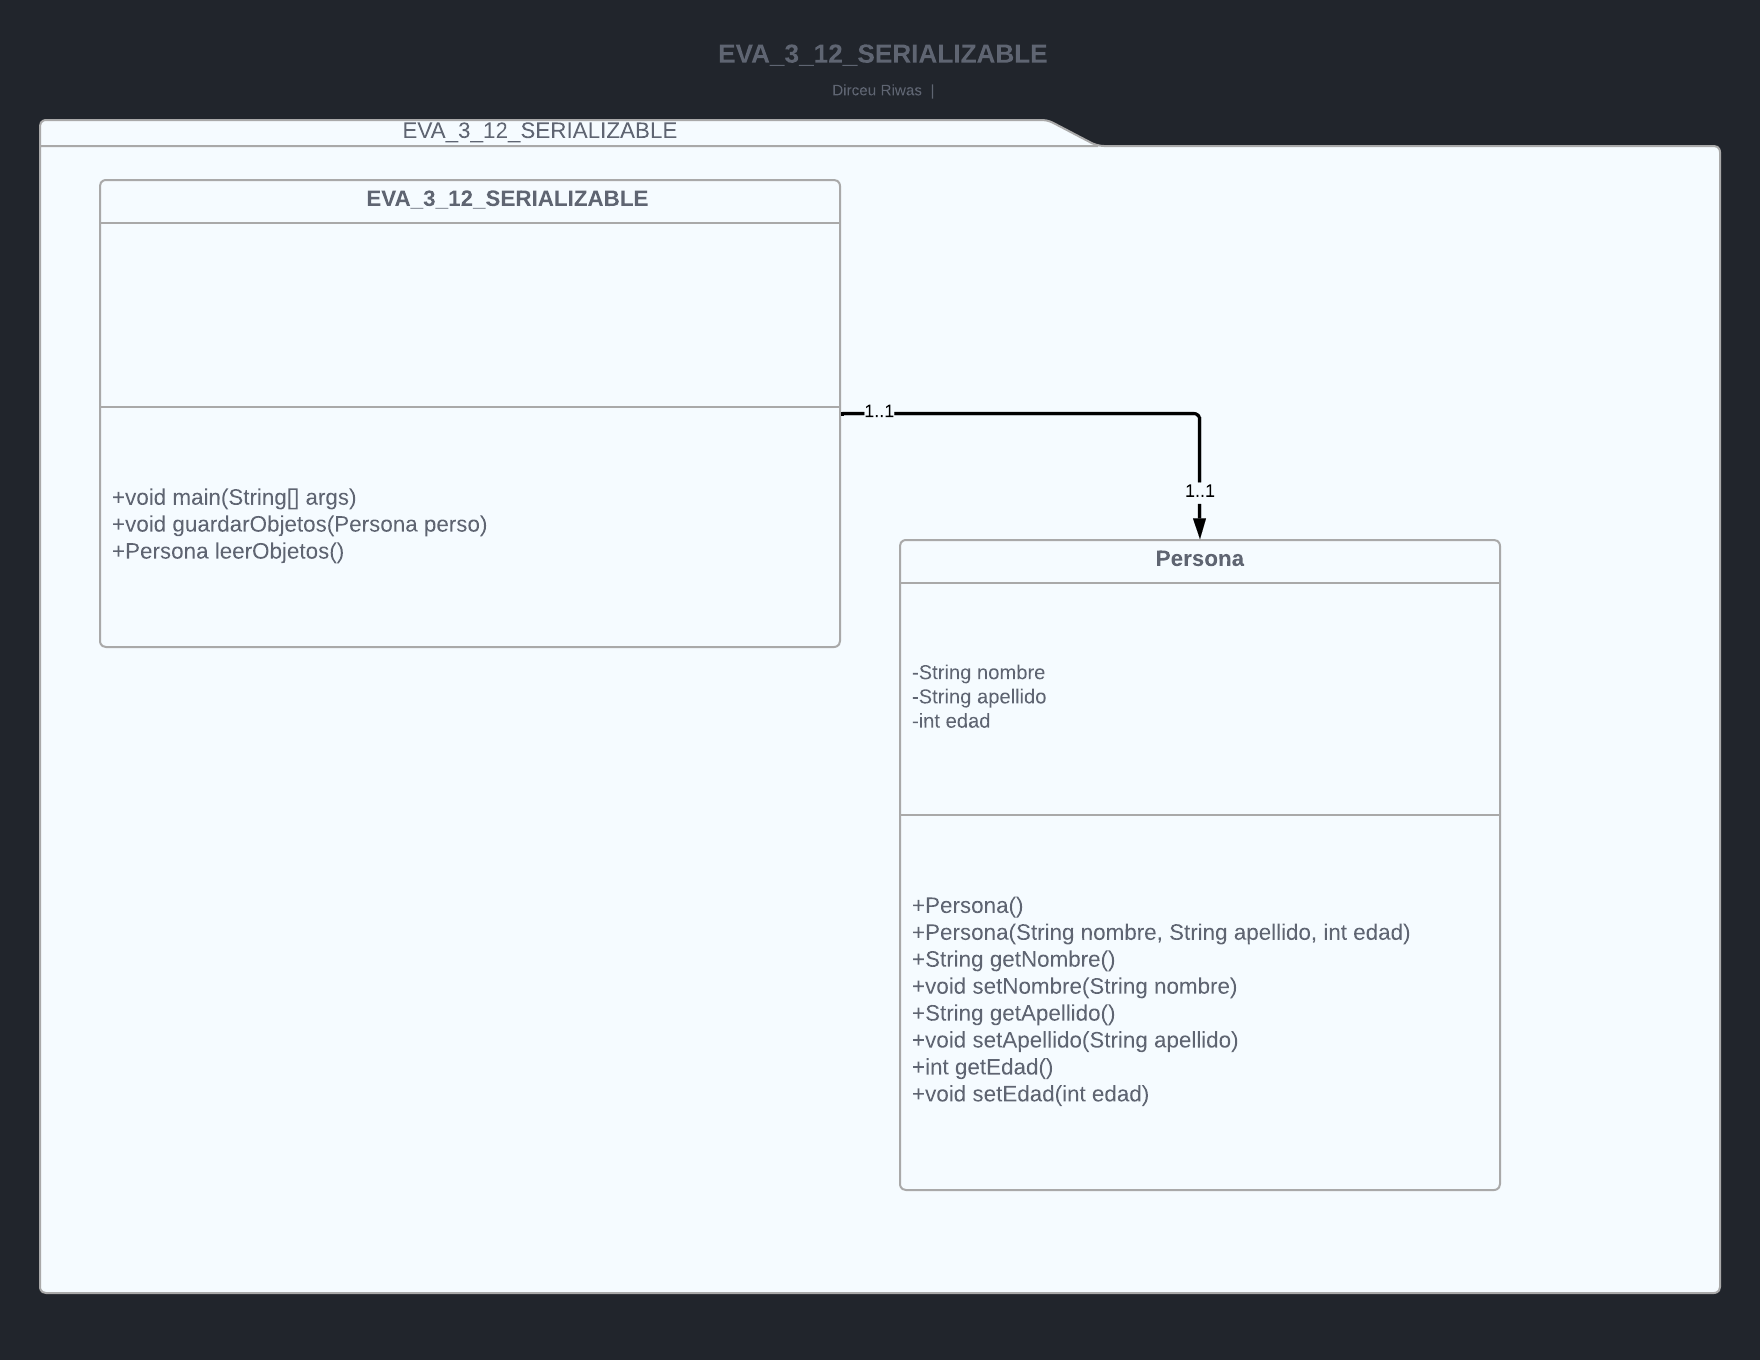 EVA_3_12_SERIALIZABLE
Dirceu Riwas |
EVA_3_12_SERIALIZABLE
EVA_3_12_SERIALIZABLE
+void main(String[] args)
+void guardarObjetos(Persona perso)
+Persona leerObjetos()
1..1
1..1
Persona
-String nombre
-String apellido
-int edad
+Persona()
+Persona(String nombre, String apellido, int edad)
+String getNombre()
+void setNombre(String nombre)
+String getApellido()
+void setApellido(String apellido)
+int getEdad()
+void setEdad(int edad)